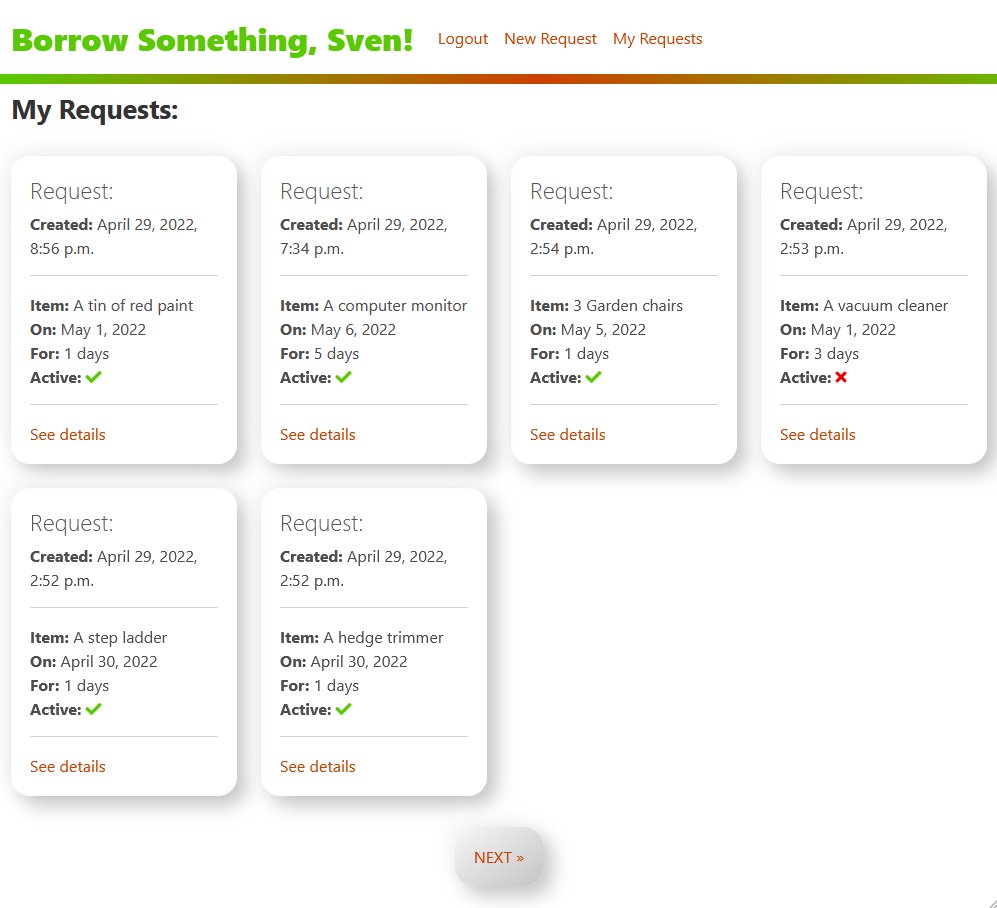 Borrow Something, Sven!
Logout New Request My Requests
My Requests:
Request:
Created: April 29, 2022,
8:56 p.m.
Item: A tin of red paint
On: May 1, 2022
For: 1 days
Active:
See details
Request:
Created: April 29, 2022,
7:34 p.m.
Item: A computer monitor
On: May 6, 2022
For: 5 days
Active:
See details
Request:
Created: April 29, 2022,
2:54 p.m.
Item: 3 Garden chairs
On: May 5, 2022
For: 1 days
Active:
See details
Request:
Created: April 29, 2022,
2:53 p.m.
Item: A vacuum cleaner
On: May 1, 2022
For: 3 days
Active:
See details
Request:
Created: April 29, 2022,
2:52 p.m.
Item: A step ladder
On: April 30, 2022
For: 1 days
Active:
See details
Request:
Created: April 29, 2022,
2:52 p.m.
Item: A hedge trimmer
On: April 30, 2022
For: 1 days
Active:
See details
NEXT »